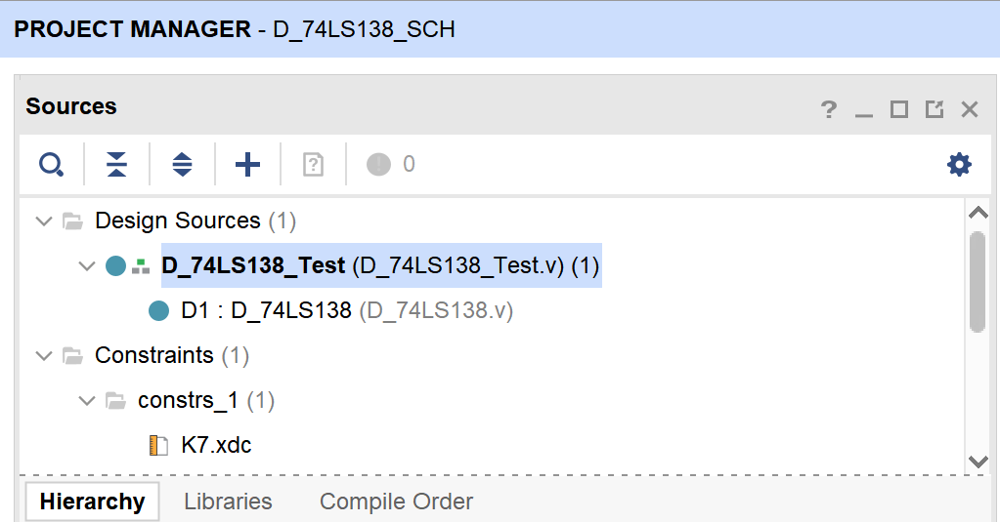 PROJECT MANAGER - D_74LS138_SCH
Sources
? 
0
Design Sources (1)
D_74LS138_Test (D_74LS138_Test.v) (1)
D1 : D_74LS138 (D_74LS138.v)
Constraints (1)
constrs_1 (1)
K7.xdc
Hierarchy Libraries Compile Order